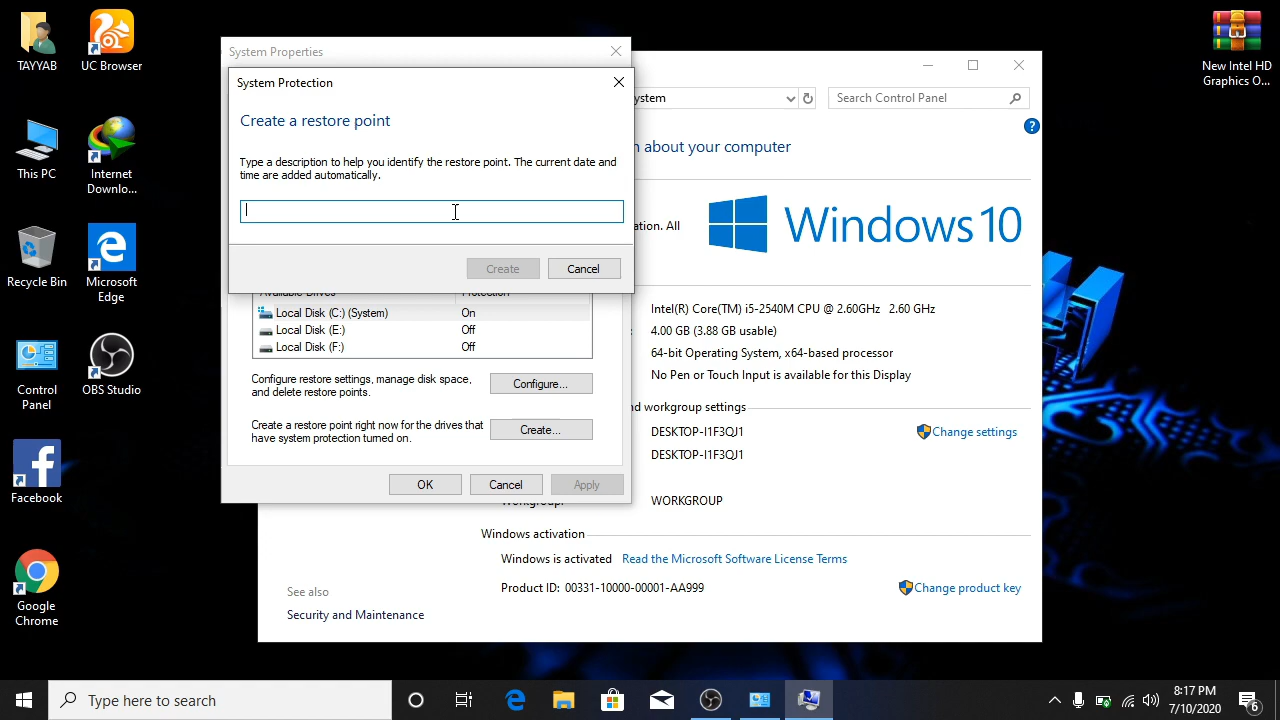 TAYYAB
UC Browser
This PC
Internet
Downlo...
Recycle Bin
Microsoft
Edge
Control
Panel
OBS Studio
Facebook
Google
Chrome
New Intel HD
Graphics O...
System Properties
System Protection
Create a restore point
Type a description to help you identify the restore point. The current date and
time are added automatically.
Create
Cancel
Available Drives
Protection
Local Disk (C:) (System)
On
Local Disk (E:)
Off
Local Disk (F:)
Off
Configure restore settings, manage disk space,
and delete restore points.
Configure...
Create a restore point right now for the drives that
have system protection turned on.
Create...
OK
Cancel
Apply
ystem
Search Control Panel
n about your computer
ation. All
Windows 10
Intel(R) Core(TM) i5-2540M CPU @ 2.60GHz 2.60 GHz
4.00 GB (3.88 GB usable)
64-bit Operating System, x64-based processor
No Pen or Touch Input is available for this Display
nd workgroup settings
DESKTOP-I1F3QJ1
Change settings
DESKTOP-I1F3QJ1
Workgroup:
WORKGROUP
Windows activation
Windows is activated Read the Microsoft Software License Terms
Product ID: 00331-10000-00001-AA999
Change product key
See also
Security and Maintenance
Type here to search
8:17 PM
7/10/2020
6